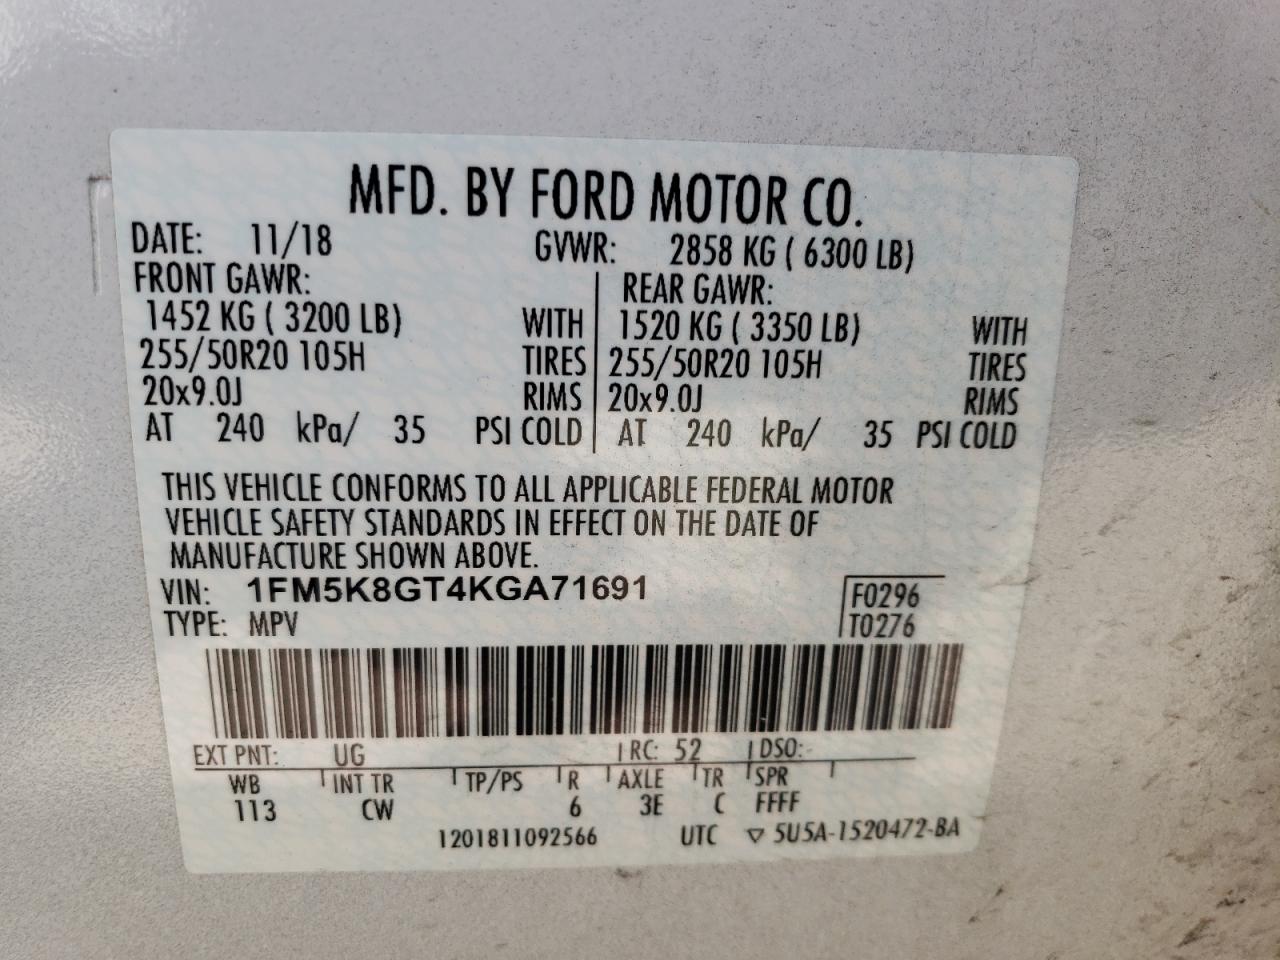 MFD. BY FORD MOTOR CO.
DATE: 11/18 GVWR: 2858 KG ( 6300 LB)
FRONT GAWR: REAR GAWR:
1452 KG ( 3200 LB) WITH 1520 KG ( 3350 LB) WITH
255/50R20 105H TIRES 255/50R20 105H TIRES
20x9.0J RIMS 20x9.0J RIMS
AT 240 kPa/ 35 PSI COLD AT 240 kPa/ 35 PSI COLD
THIS VEHICLE CONFORMS TO ALL APPLICABLE FEDERAL MOTOR
VEHICLE SAFETY STANDARDS IN EFFECT ON THE DATE OF
MANUFACTURE SHOWN ABOVE.
VIN: 1FM5K8GT4KGA71691 F0296
TYPE: MPV T0276
EXT PNT: UG RC: 52 DSO:
WB INT TR TP/PS R AXLE TR SPR
113 CW 6 3E C FFFF
1201811092566 UTC ▽ 5U5A-1520472-BA